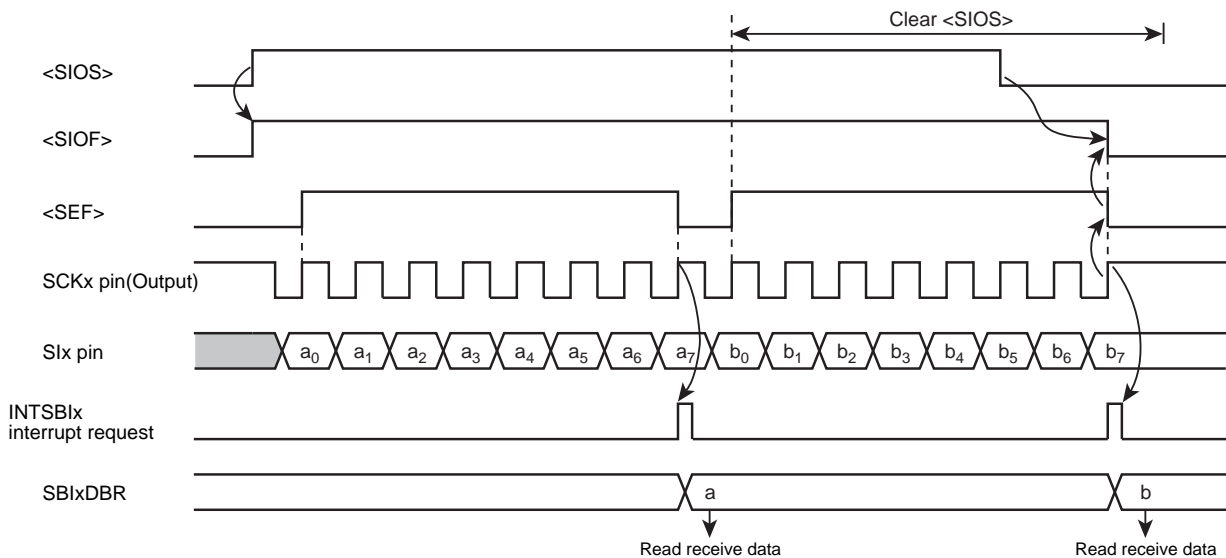 Clear <SIOS>
<SIOS>
<SIOF>
<SEF>
SCKx pin(Output)
SIx pin
a0 a1 a2 a3 a4 a5 a6 a7 b0 b1 b2 b3 b4 b5 b6 b7
INTSBIx
interrupt request
SBIxDBR
a b
Read receive data Read receive data